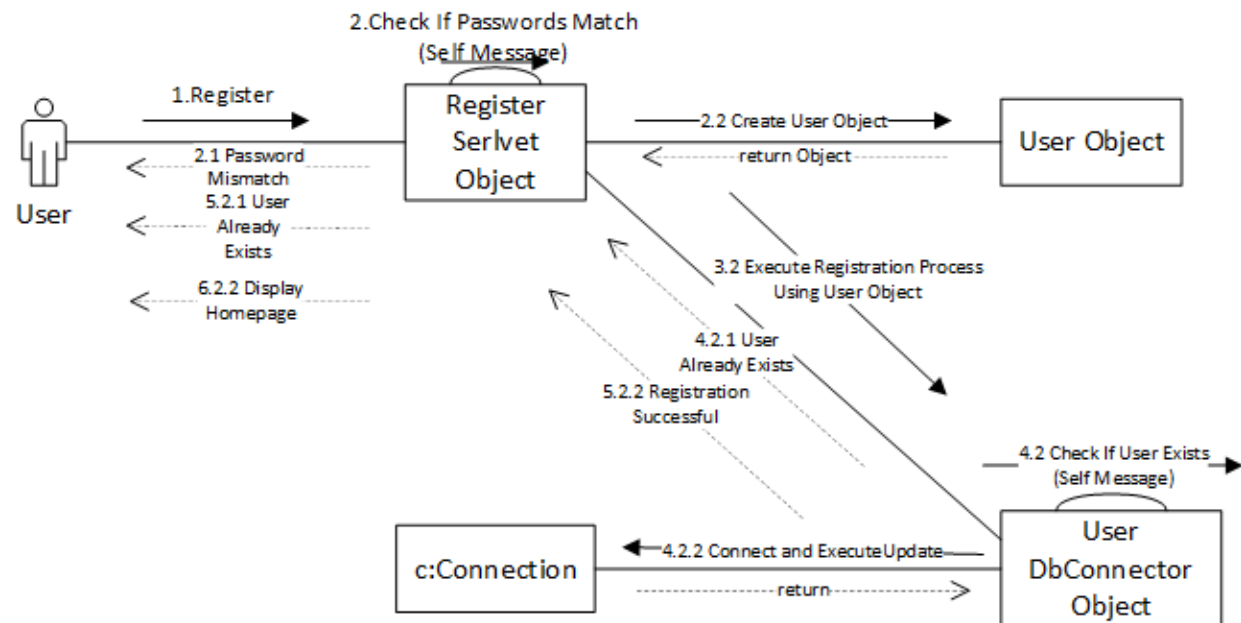 2.Check If Passwords Match
(Self Message)
1.Register
Register
Serlvet
Object
2.2 Create User Object
return Object
User Object
2.1 Password
Mismatch
User
5.2.1 User
Already
Exists
6.2.2 Display
Homepage
3.2 Execute Registration Process
Using User Object
4.2.1 User
Already Exists
5.2.2 Registration
Successful
4.2 Check If User Exists
(Self Message)
c:Connection
4.2.2 Connect and ExecuteUpdate
return
User
DbConnector
Object